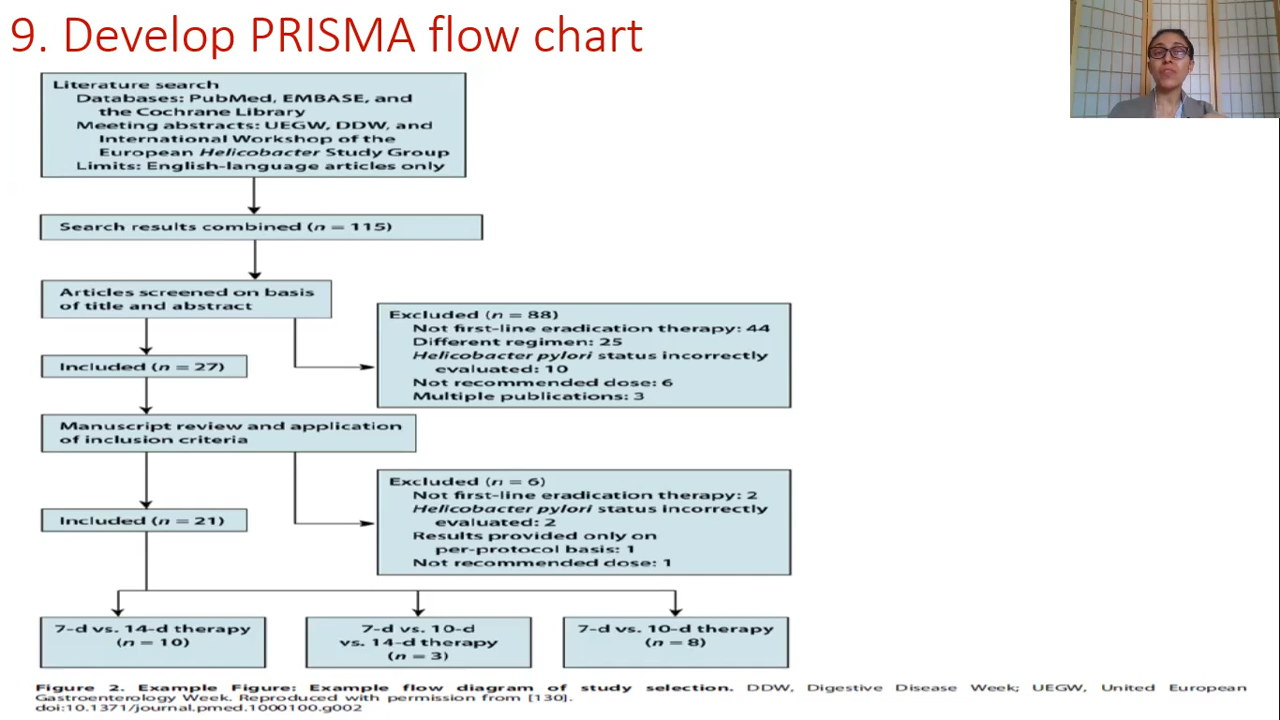 9. Develop PRISMA flow chart
Literature search
Databases: PubMed, EMBASE, and
the Cochrane Library
Meeting abstracts: UEGW, DDW, and
International Workshop of the
European Helicobacter Study Group
Limits: English-language articles only
Search results combined (n = 115)
Articles screened on basis
of title and abstract
Excluded (n = 88)
Not first-line eradication therapy: 44
Different regimen: 25
Helicobacter pylori status incorrectly
evaluated: 10
Not recommended dose: 6
Multiple publications: 3
Included (n = 27)
Manuscript review and application
of inclusion criteria
Excluded (n = 6)
Not first-line eradication therapy: 2
Helicobacter pylori status incorrectly
evaluated: 2
Results provided only on
per-protocol basis: 1
Not recommended dose: 1
Included (n = 21)
7-d vs. 14-d therapy
(n = 10)
7-d vs. 10-d
vs. 14-d therapy
(n = 3)
7-d vs. 10-d therapy
(n = 8)
Figure 2. Example Figure: Example flow diagram of study selection. DDW, Digestive Disease Week; UEGW, United European
Gastroenterology Week. Reproduced with permission from [130].
doi:10.1371/journal.pmed.1000100.g002